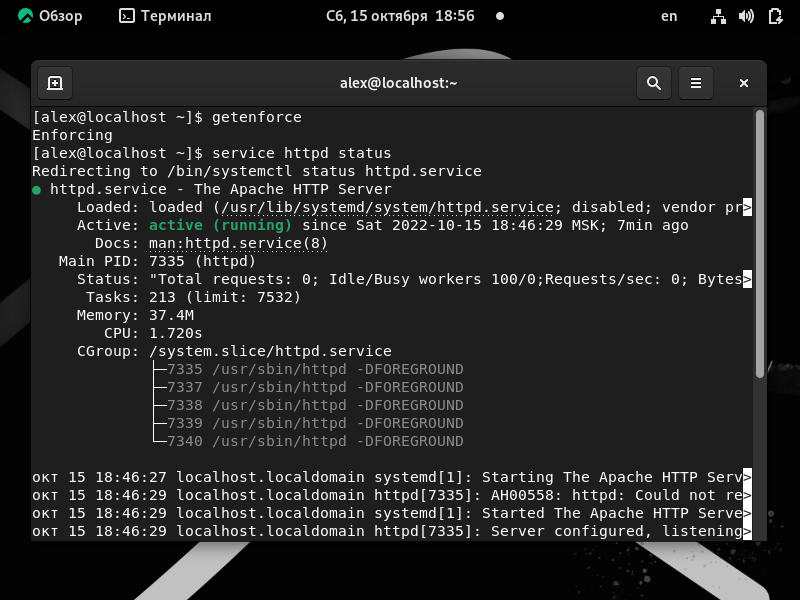 Обзор
Терминал
Сб, 15 октября 18:56
en
alex@localhost:~
[alex@localhost ~]$ getenforce
Enforcing
[alex@localhost ~]$ service httpd status
Redirecting to /bin/systemctl status httpd.service
● httpd.service - The Apache HTTP Server
Loaded: loaded (/usr/lib/systemd/system/httpd.service; disabled; vendor pr>
Active: active (running) since Sat 2022-10-15 18:46:29 MSK; 7min ago
Docs: man:httpd.service(8)
Main PID: 7335 (httpd)
Status: "Total requests: 0; Idle/Busy workers 100/0;Requests/sec: 0; Bytes>
Tasks: 213 (limit: 7532)
Memory: 37.4M
CPU: 1.720s
CGroup: /system.slice/httpd.service
├─7335 /usr/sbin/httpd -DFOREGROUND
├─7337 /usr/sbin/httpd -DFOREGROUND
├─7338 /usr/sbin/httpd -DFOREGROUND
├─7339 /usr/sbin/httpd -DFOREGROUND
└─7340 /usr/sbin/httpd -DFOREGROUND
окт 15 18:46:27 localhost.localdomain systemd[1]: Starting The Apache HTTP Serv>
окт 15 18:46:29 localhost.localdomain httpd[7335]: AH00558: httpd: Could not re>
окт 15 18:46:29 localhost.localdomain systemd[1]: Started The Apache HTTP Serve>
окт 15 18:46:29 localhost.localdomain httpd[7335]: Server configured, listening>